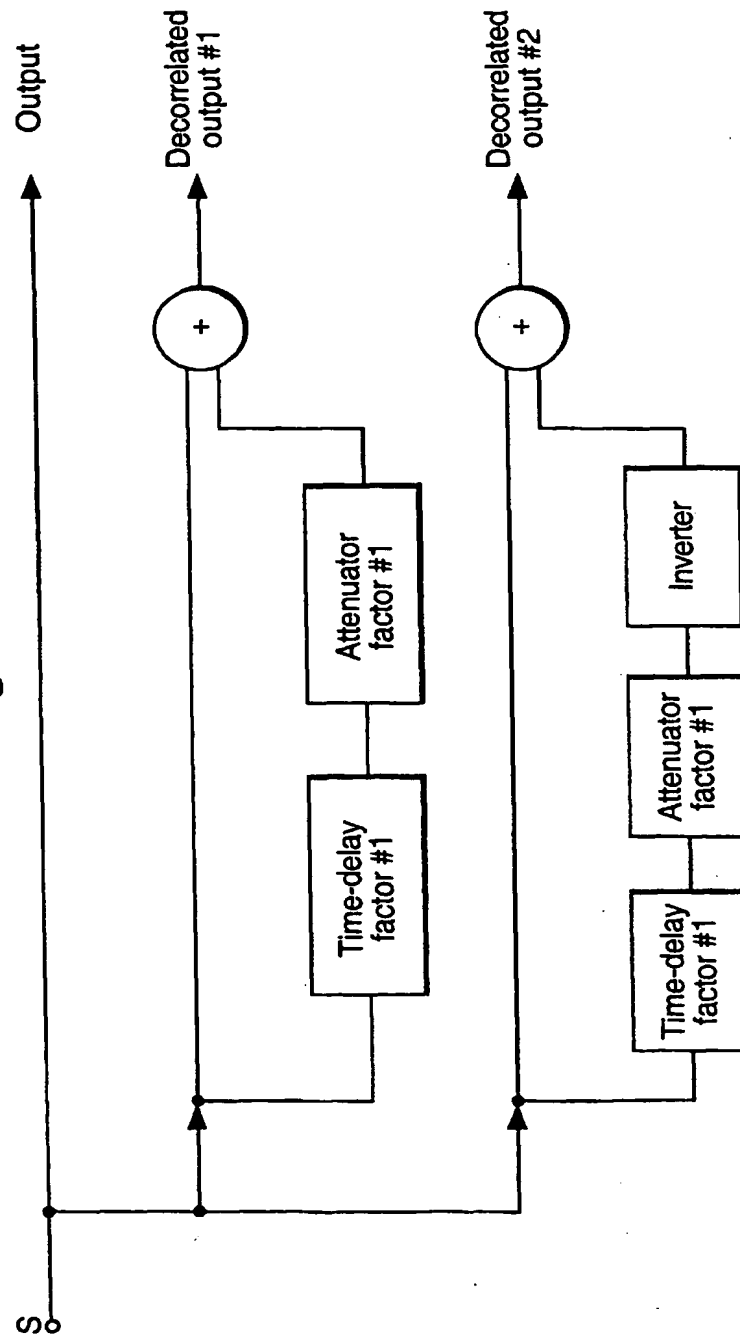 S
Output
Decorrelated
output #1
+
Time-delay
factor #1
Attenuator
factor #1
Decorrelated
output #2
+
Time-delay
factor #1
Attenuator
factor #1
Inverter